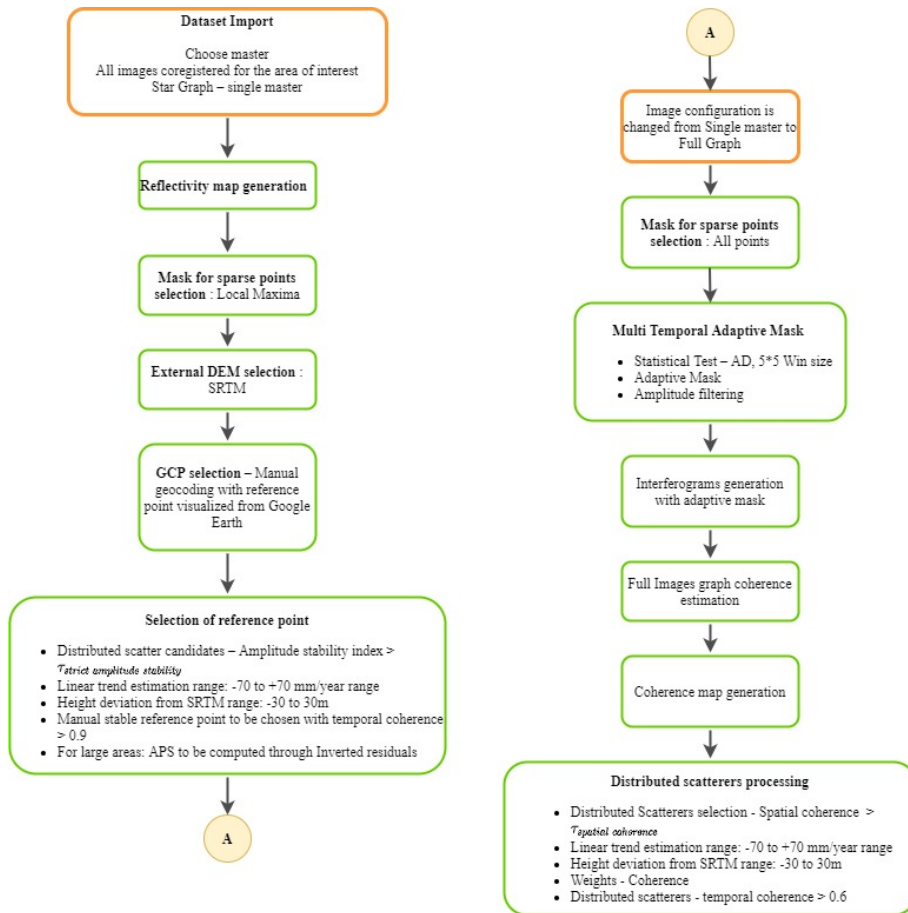 Dataset Import
Choose master
All images coregistered for the area of interest
Star Graph – single master
Reflectivity map generation
Mask for sparse points
selection : Local Maxima
External DEM selection :
SRTM
GCP selection – Manual
geocoding with reference
point visualized from Google
Earth
Selection of reference point
• Distributed scatter candidates – Amplitude stability index >
τstrict amplitude stability
• Linear trend estimation range: -70 to +70 mm/year range
• Height deviation from SRTM range: -30 to 30m
• Manual stable reference point to be chosen with temporal coherence
> 0.9
• For large areas: APS to be computed through Inverted residuals
A
A
Image configuration is
changed from Single master to
Full Graph
Mask for sparse points
selection : All points
Multi Temporal Adaptive Mask
• Statistical Test – AD, 5*5 Win size
• Adaptive Mask
• Amplitude filtering
Interferograms generation
with adaptive mask
Full Images graph coherence
estimation
Coherence map generation
Distributed scatterers processing
• Distributed Scatterers selection - Spatial coherence >
τspatial coherence
• Linear trend estimation range: -70 to +70 mm/year range
• Height deviation from SRTM range: -30 to 30m
• Weights - Coherence
• Distributed scatterers - temporal coherence > 0.6